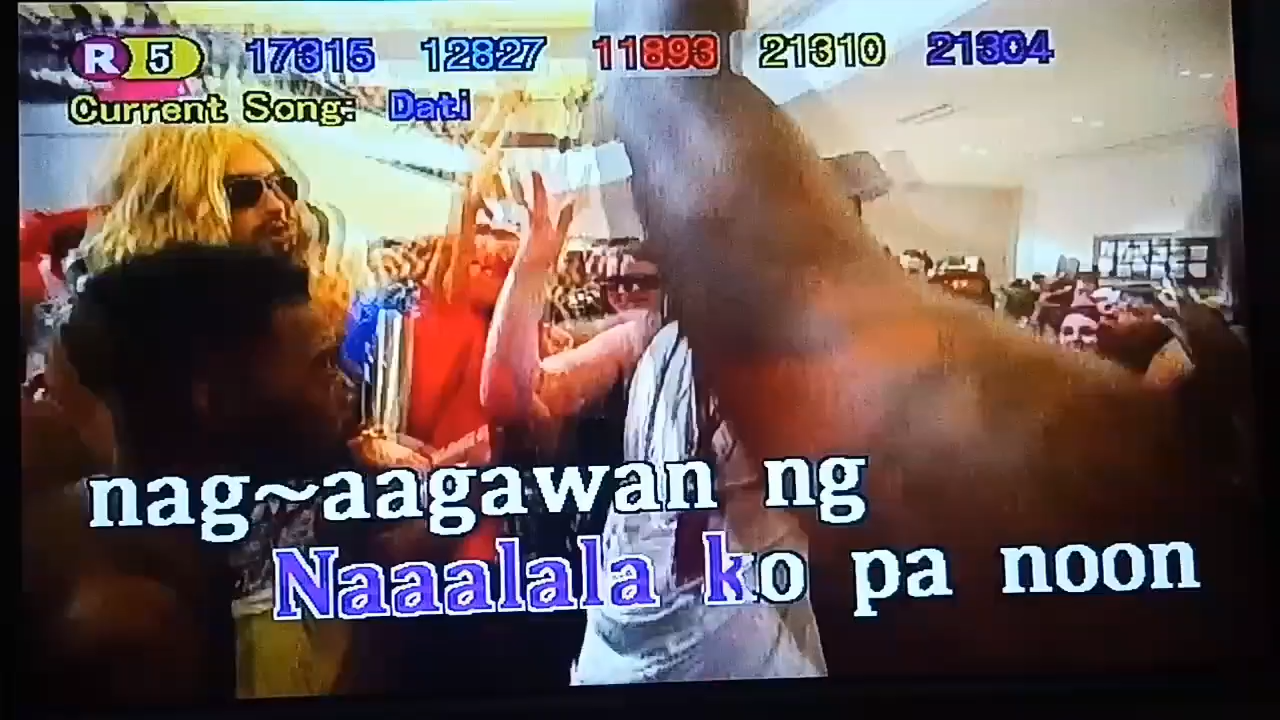 R 5 17315 12827 11893 21310 21304
Current Song: Dati
nag~aagawan ng
Naaalala ko pa noon